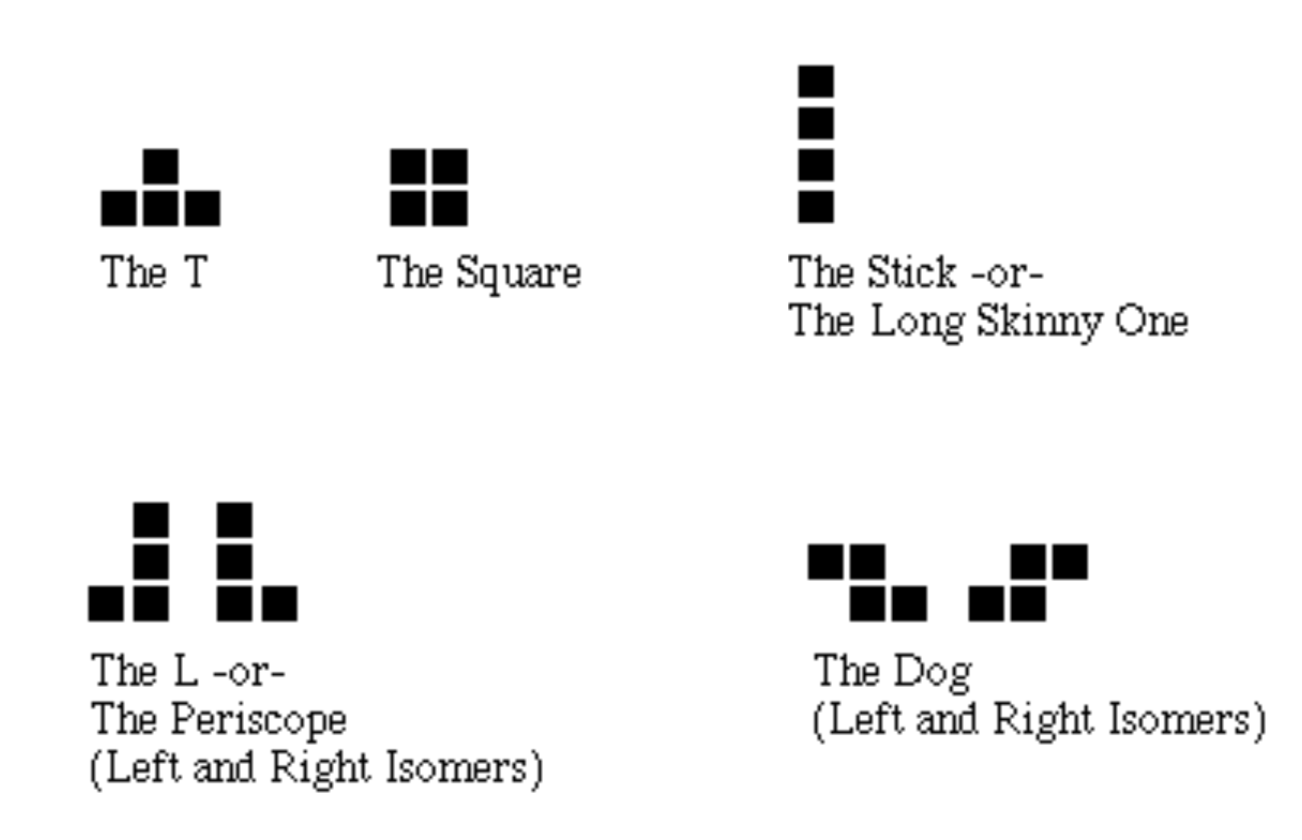 The T
The Square
The Stick -or-
The Long Skinny One
The L -or-
The Periscope
(Left and Right Isomers)
The Dog
(Left and Right Isomers)